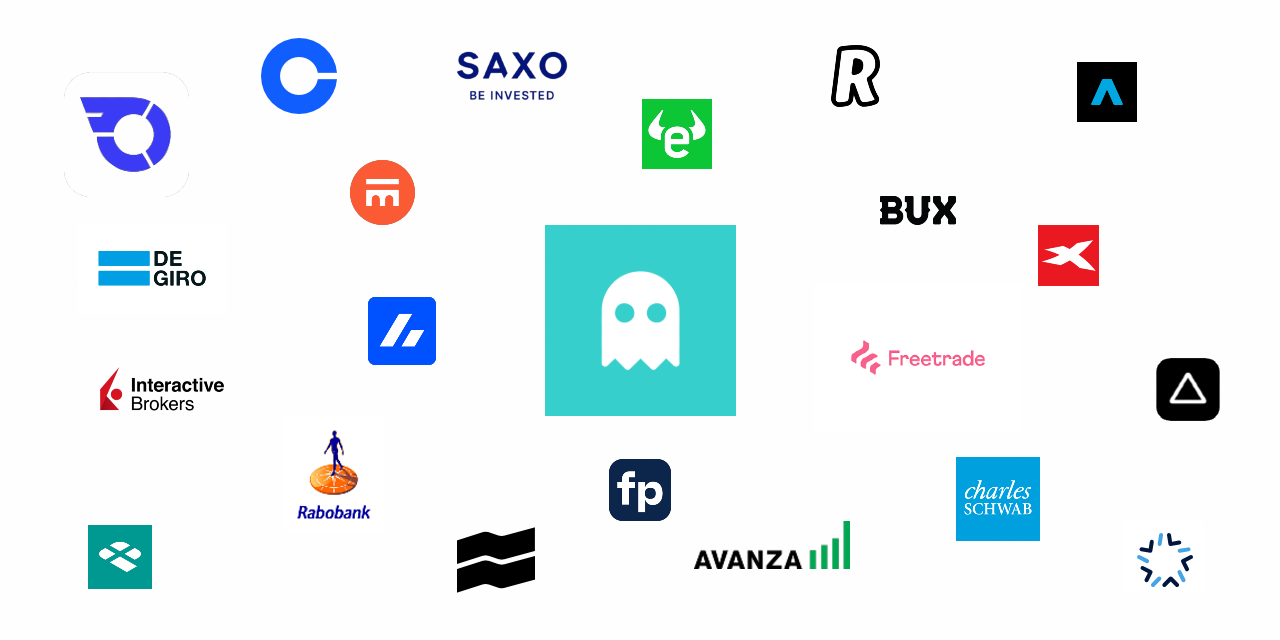 SAXO
BE INVESTED
R
e
BUX
DE
GIRO
Freetrade
Interactive
Brokers
Rabobank
fp
charles
SCHWAB
AVANZA